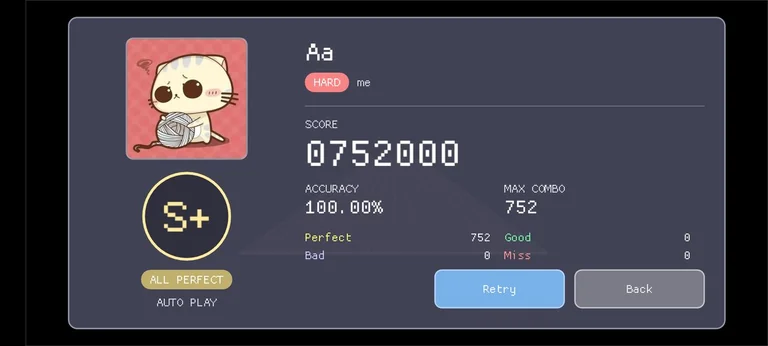 Aa
HARD me
SCORE
0752000
ACCURACY MAX COMBO
100.00% 752
Perfect 752 Good 0
Bad 0 Miss 0
S+
ALL PERFECT
AUTO PLAY
Retry Back